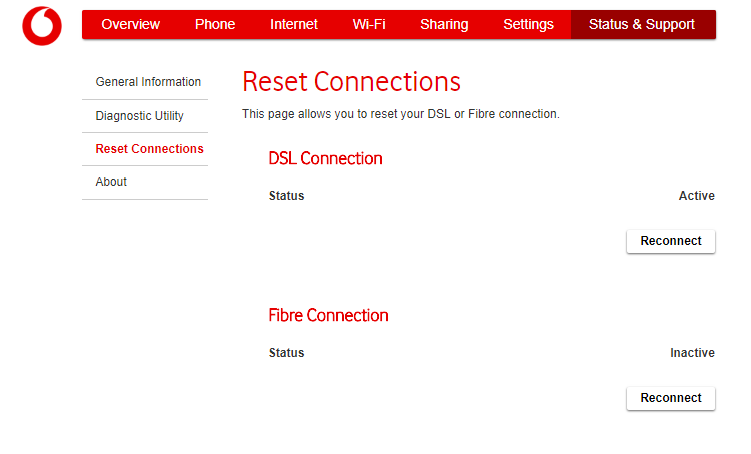 Overview Phone Internet Wi-Fi Sharing Settings Status & Support
General Information
Diagnostic Utility
Reset Connections
About
Reset Connections
This page allows you to reset your DSL or Fibre connection.
DSL Connection
Status Active
Reconnect
Fibre Connection
Status Inactive
Reconnect